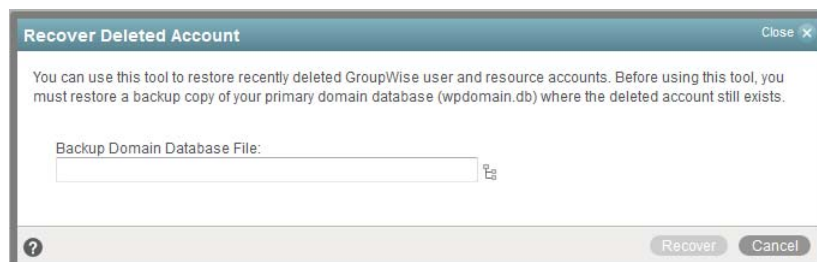 Recover Deleted Account
Close
You can use this tool to restore recently deleted GroupWise user and resource accounts. Before using this tool, you
must restore a backup copy of your primary domain database (wpdomain.db) where the deleted account still exists.
Backup Domain Database File:
Recover
Cancel